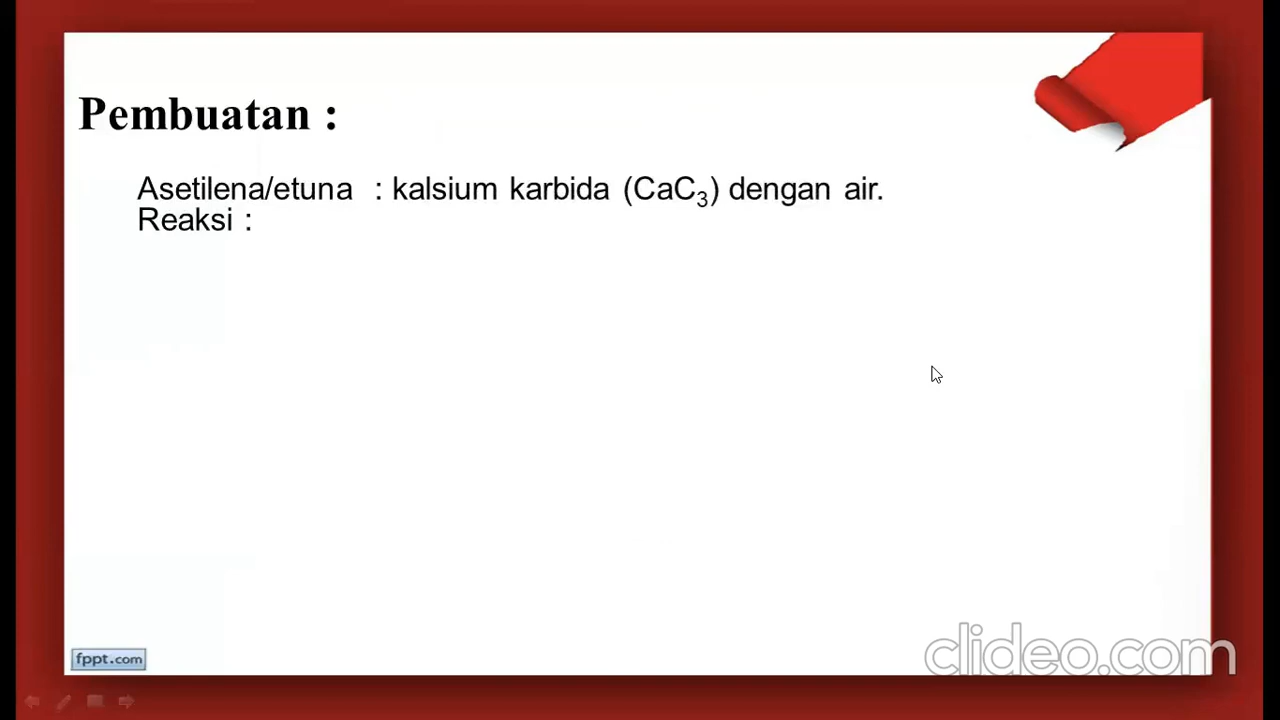 Pembuatan :
Asetilena/etuna : kalsium karbida (CaC₃) dengan air.
Reaksi :
fppt.com
clideo.com